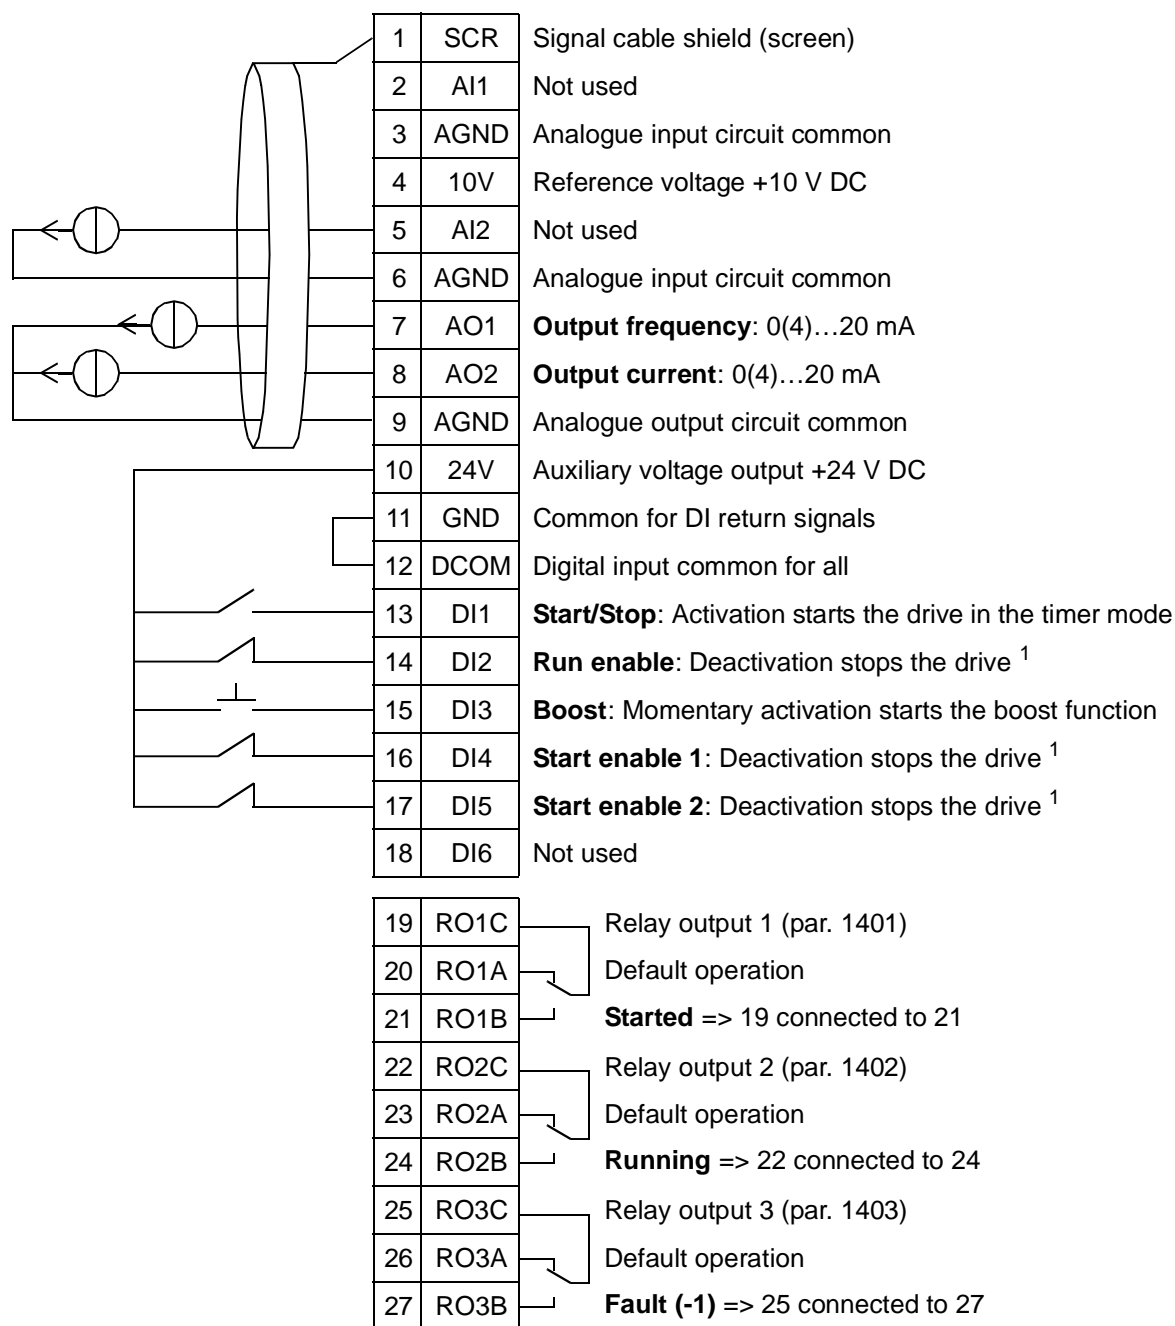 1 SCR Signal cable shield (screen)
2 AI1 Not used
3 AGND Analogue input circuit common
4 10V Reference voltage +10 V DC
5 AI2 Not used
6 AGND Analogue input circuit common
7 AO1 Output frequency: 0(4)…20 mA
8 AO2 Output current: 0(4)…20 mA
9 AGND Analogue output circuit common
10 24V Auxiliary voltage output +24 V DC
11 GND Common for DI return signals
12 DCOM Digital input common for all
13 DI1 Start/Stop: Activation starts the drive in the timer mode
14 DI2 Run enable: Deactivation stops the drive 1
15 DI3 Boost: Momentary activation starts the boost function
16 DI4 Start enable 1: Deactivation stops the drive 1
17 DI5 Start enable 2: Deactivation stops the drive 1
18 DI6 Not used
19 RO1C Relay output 1 (par. 1401)
20 RO1A Default operation
21 RO1B Started => 19 connected to 21
22 RO2C Relay output 2 (par. 1402)
23 RO2A Default operation
24 RO2B Running => 22 connected to 24
25 RO3C Relay output 3 (par. 1403)
26 RO3A Default operation
27 RO3B Fault (-1) => 25 connected to 27